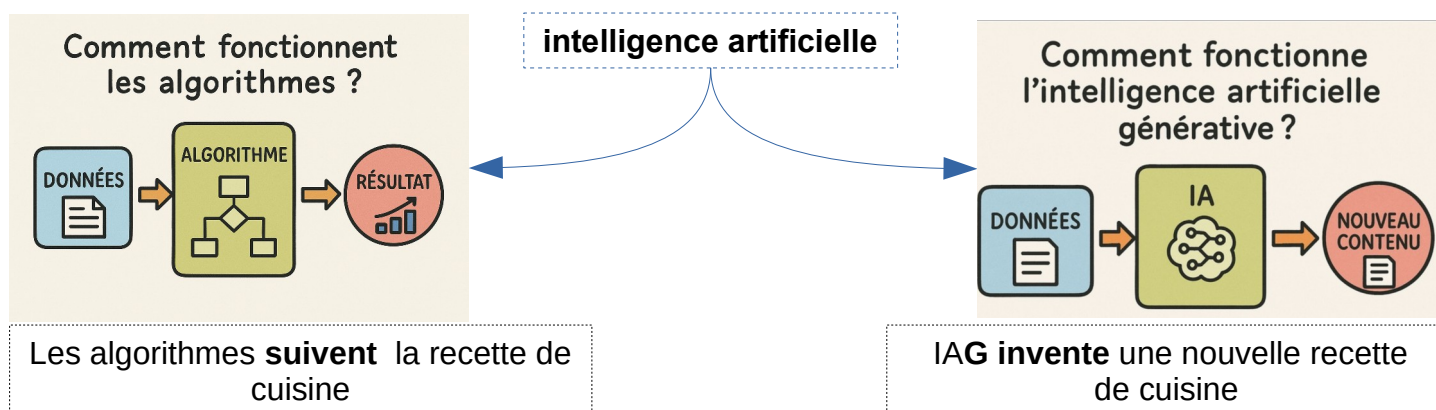 intelligence artificielle
Comment fonctionnent
les algorithmes ?
DONNÉES
ALGORITHME
RÉSULTAT
Les algorithmes suivent la recette de
cuisine
Comment fonctionne
l'intelligence artificielle
générative ?
DONNÉES
IA
NOUVEAU
CONTENU
IAG invente une nouvelle recette
de cuisine